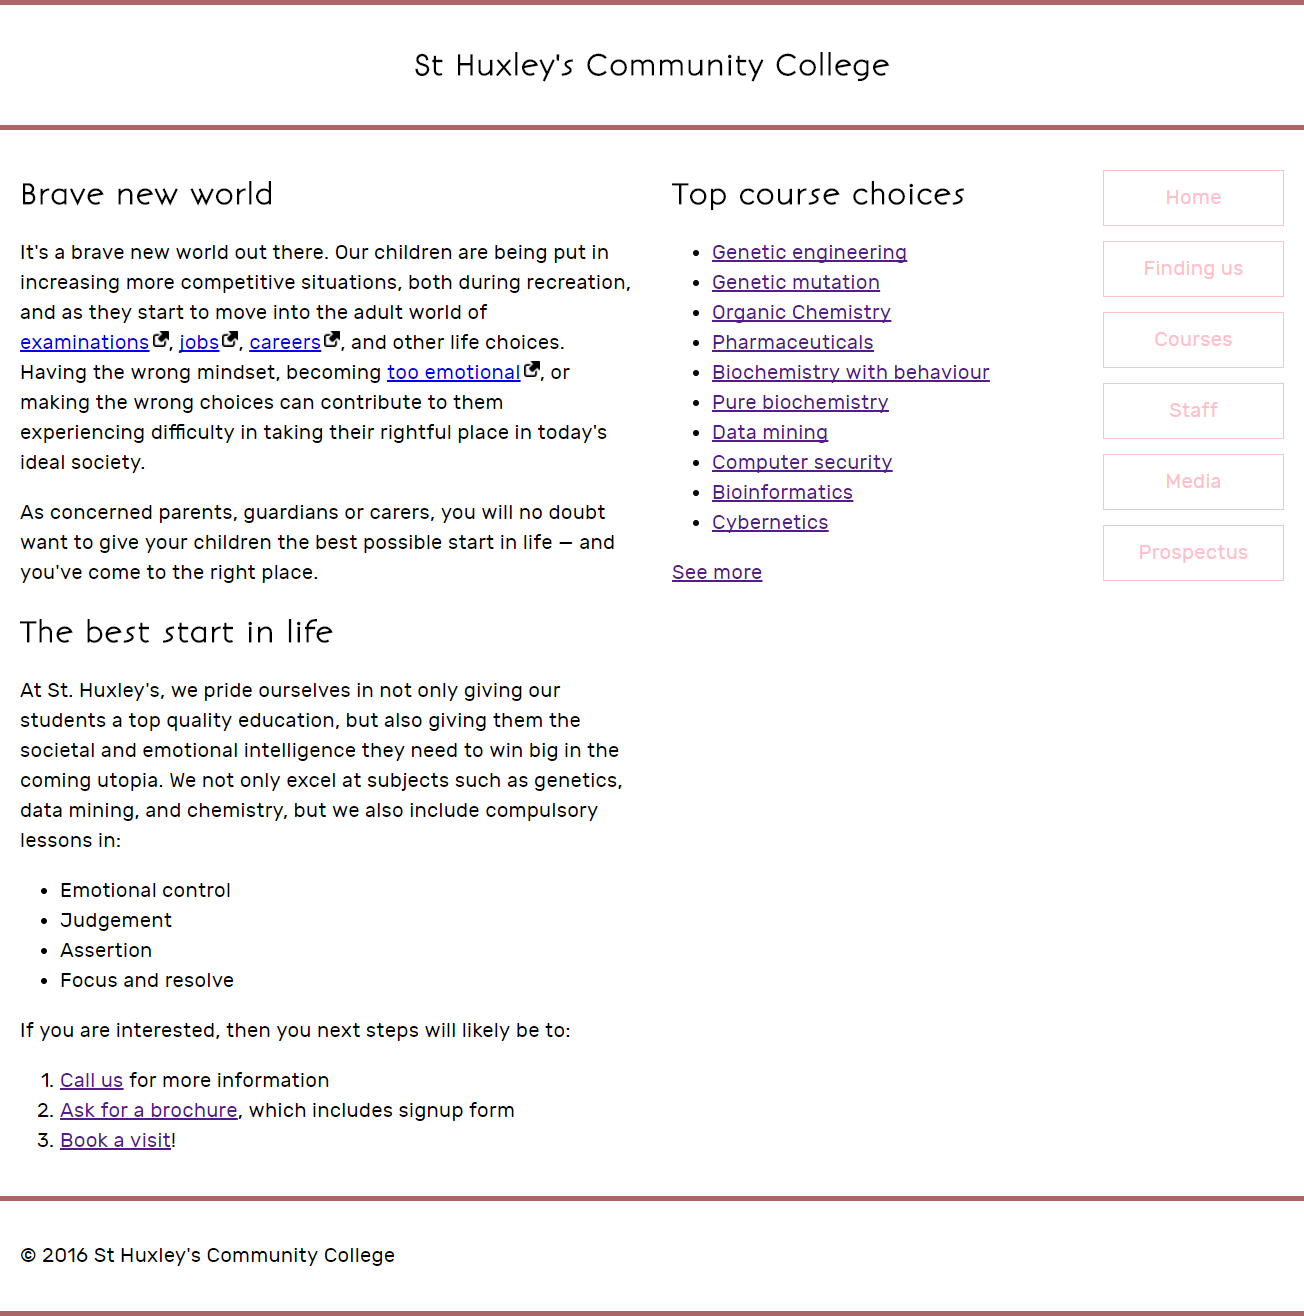 St Huxley's Community College
Brave new world
It's a brave new world out there. Our children are being put in
increasing more competitive situations, both during recreation,
and as they start to move into the adult world of
examinations, jobs, careers, and other life choices.
Having the wrong mindset, becoming too emotional, or
making the wrong choices can contribute to them
experiencing difficulty in taking their rightful place in today's
ideal society.
As concerned parents, guardians or carers, you will no doubt
want to give your children the best possible start in life — and
you've come to the right place.
The best start in life
At St. Huxley's, we pride ourselves in not only giving our
students a top quality education, but also giving them the
societal and emotional intelligence they need to win big in the
coming utopia. We not only excel at subjects such as genetics,
data mining, and chemistry, but we also include compulsory
lessons in:
• Emotional control
• Judgement
• Assertion
• Focus and resolve
If you are interested, then you next steps will likely be to:
1. Call us for more information
2. Ask for a brochure, which includes signup form
3. Book a visit!
Top course choices
• Genetic engineering
• Genetic mutation
• Organic Chemistry
• Pharmaceuticals
• Biochemistry with behaviour
• Pure biochemistry
• Data mining
• Computer security
• Bioinformatics
• Cybernetics
See more
Home
Finding us
Courses
Staff
Media
Prospectus
© 2016 St Huxley's Community College